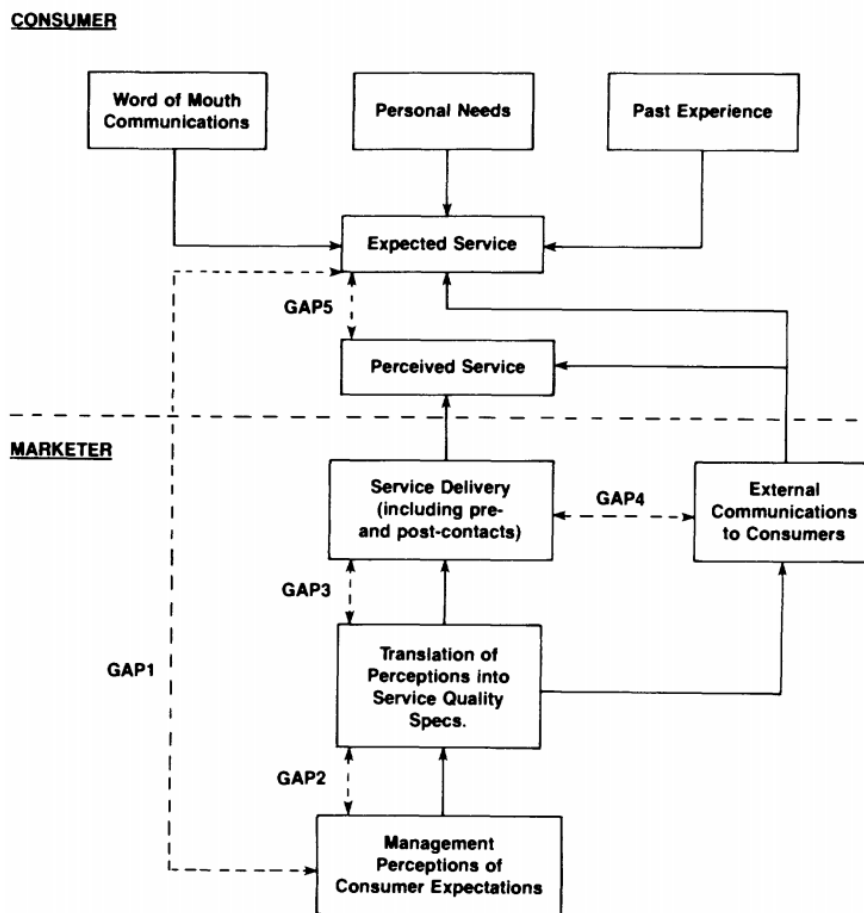 CONSUMER
Word of Mouth
Communications
Personal Needs
Past Experience
Expected Service
GAP5
Perceived Service
MARKETER
Service Delivery
(including pre-
and post-contacts)
GAP4
External
Communications
to Consumers
GAP3
Translation of
Perceptions into
Service Quality
Specs.
GAP1
GAP2
Management
Perceptions of
Consumer Expectations